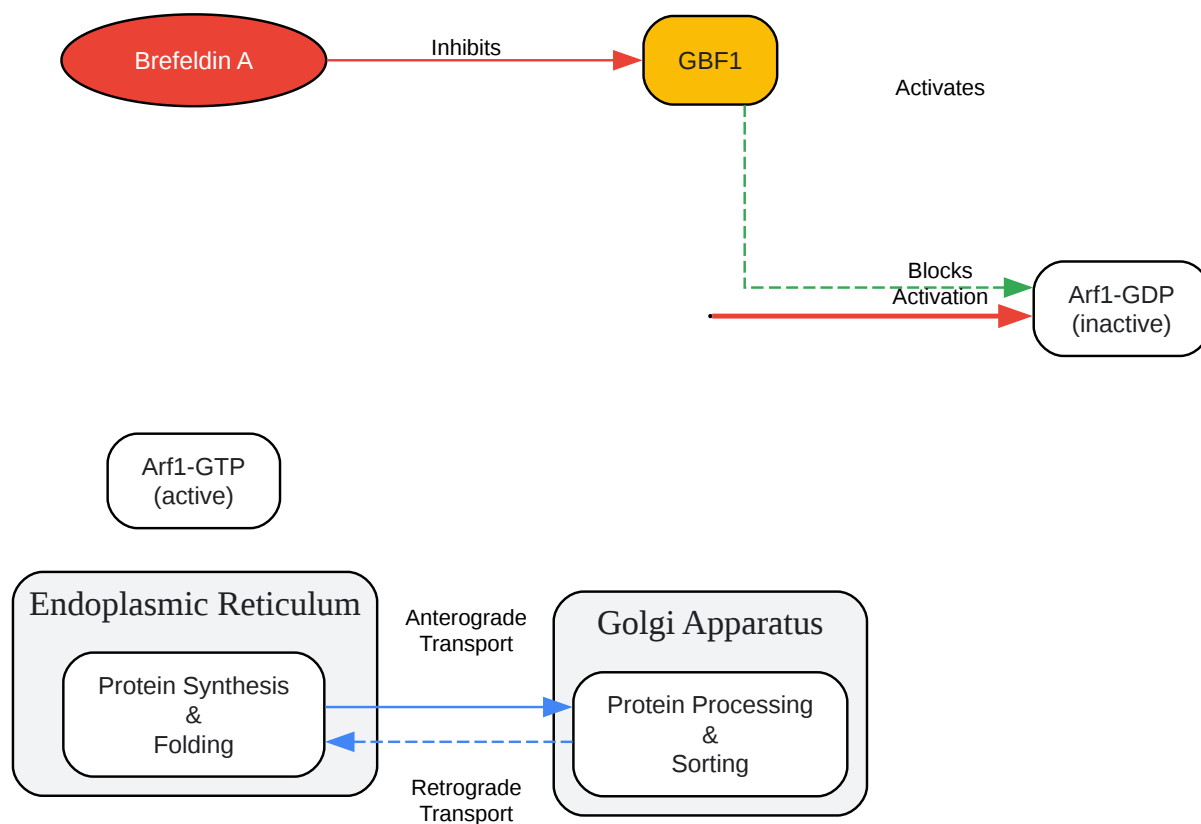 Brefeldin A
Inhibits
GBF1
Activates
Blocks
Activation
Arf1-GDP
(inactive)
Arf1-GTP
(active)
Endoplasmic Reticulum
Protein Synthesis
&
Folding
Anterograde
Transport
Retrograde
Transport
Golgi Apparatus
Protein Processing
&
Sorting